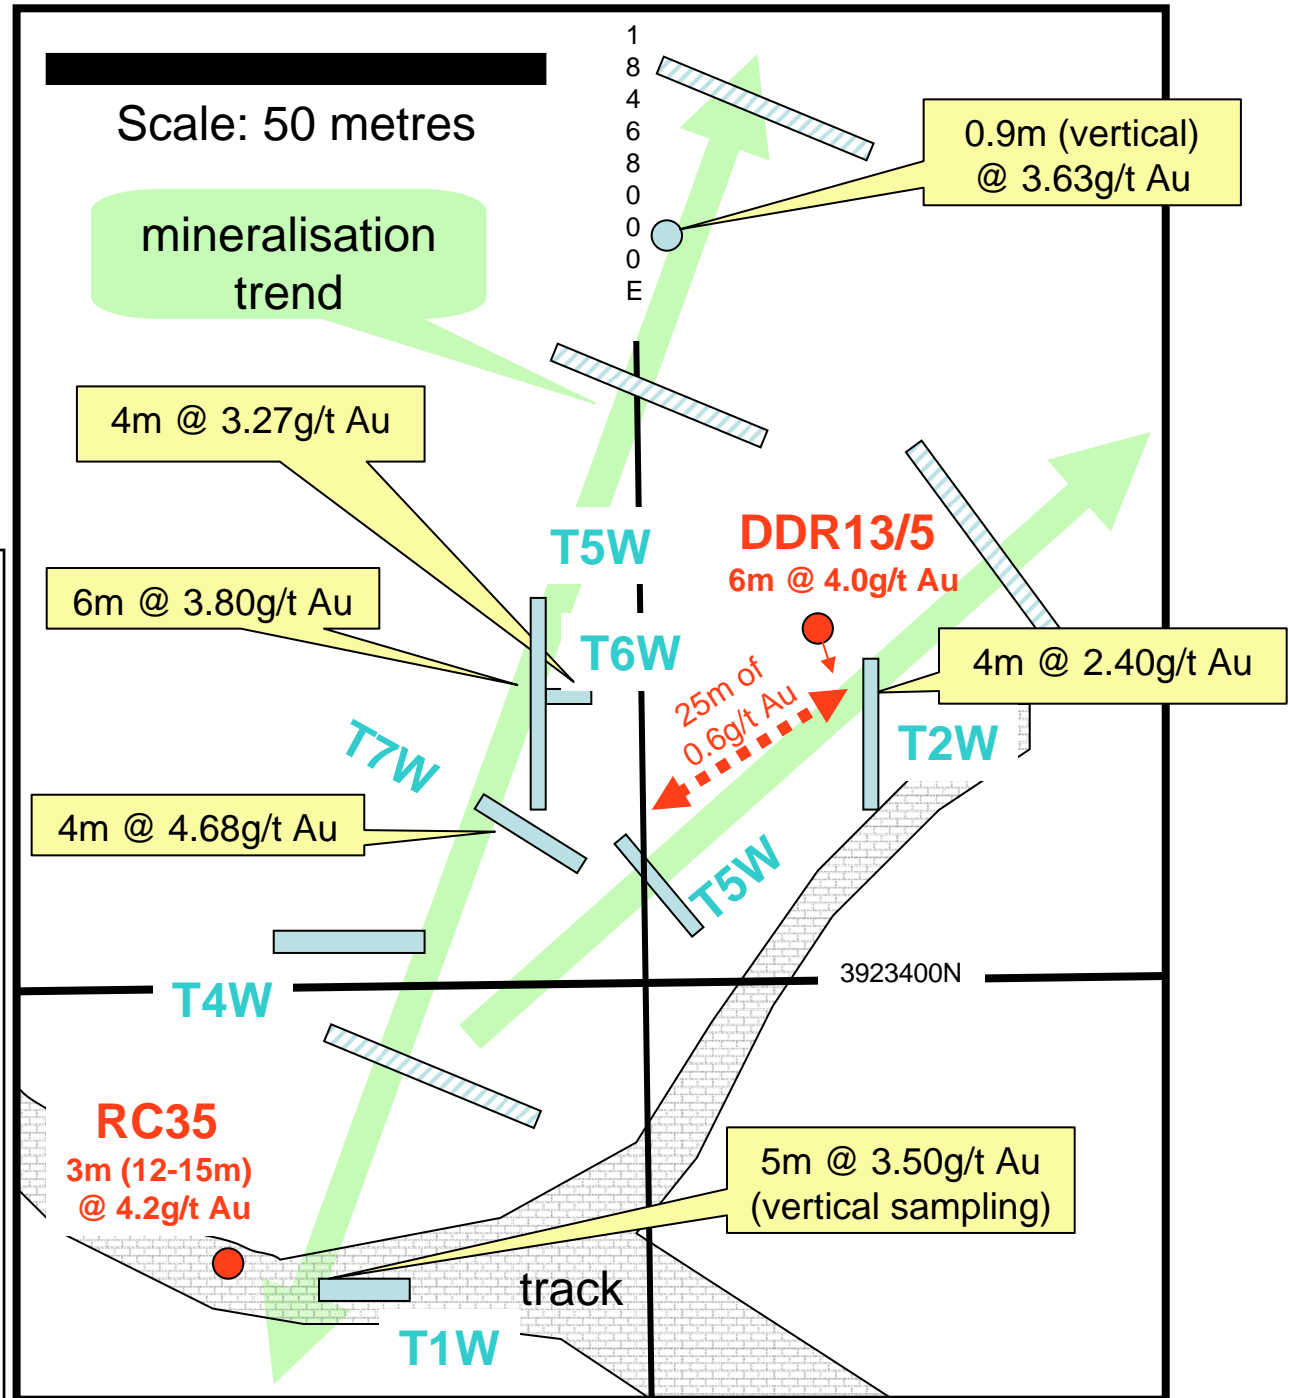 1
8
4
6
8
0
0
0
E
Scale: 50 metres
0.9m (vertical)
@ 3.63g/t Au
mineralisation
trend
4m @ 3.27g/t Au
T5W
DDR13/5
6m @ 4.0g/t Au
6m @ 3.80g/t Au
T6W
4m @ 2.40g/t Au
25m of
0.6g/t Au
T7W
T2W
4m @ 4.68g/t Au
T5W
3923400N
T4W
RC35
3m (12-15m)
@ 4.2g/t Au
5m @ 3.50g/t Au
(vertical sampling)
track
T1W